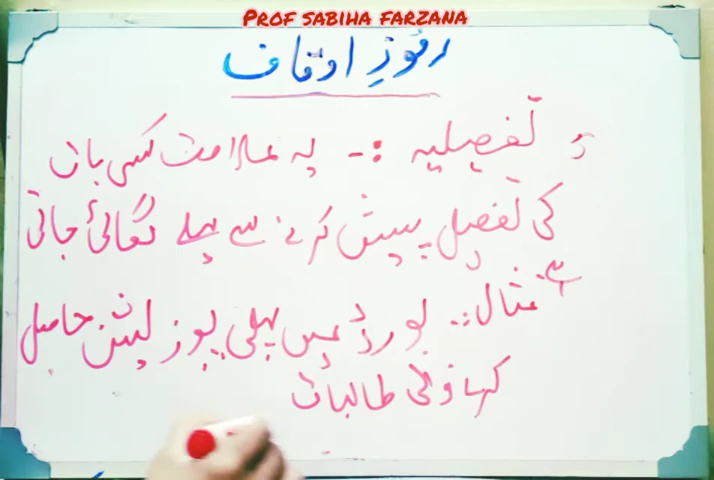 PROF SABIHA FARZANA
رموزِ اوقاف
تفصیلیہ :- یہ علامت کسی بات
کی تفصیل پیش کرنے سے پہلے لگائی جاتی
ہے مثال:۔ بورڈ میں پہلی پوزیشن حاصل
کرنے والی طالبات